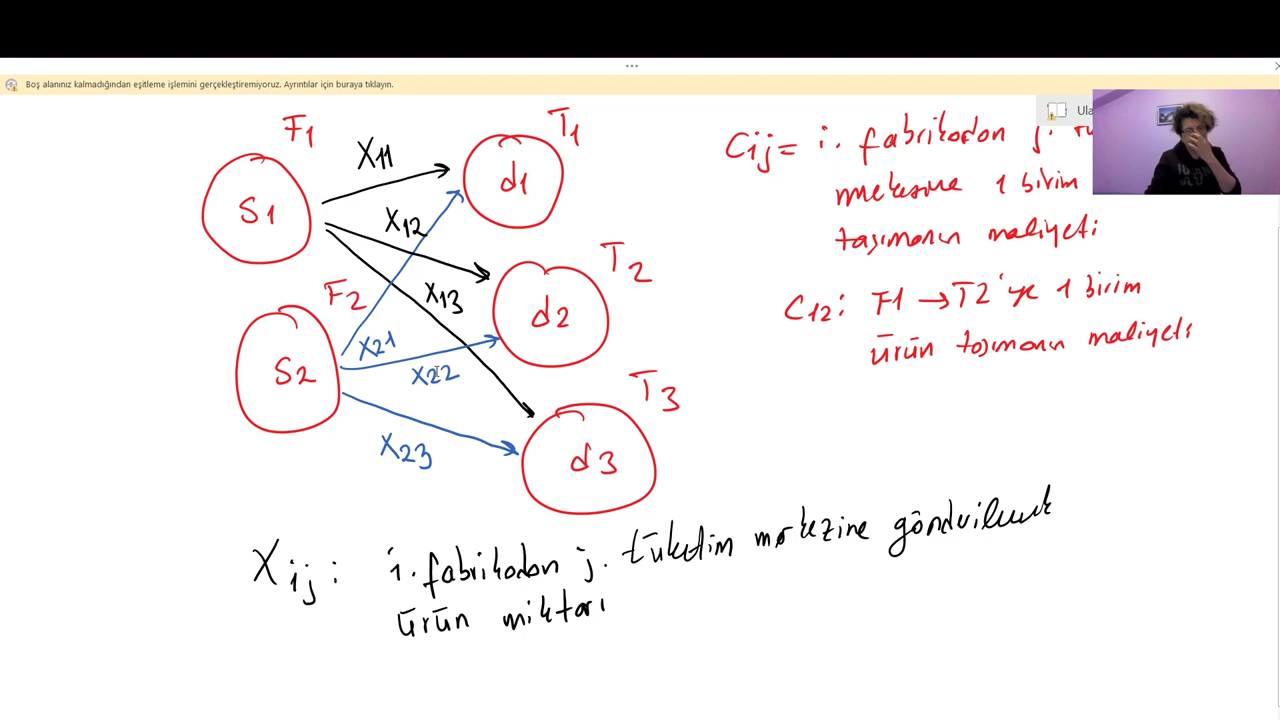 Boş alanınız kalmadığından eşitleme işlemini gerçekleştiremiyoruz. Ayrıntılar için buraya tıklayın.
Ula
F1
T1
S1
X11
d1
X12
T2
F2
X13
d2
X21
S2
X22
T3
X23
d3
Cij= i. fabrikadan j.
merkezine 1 birim
taşımanın maliyeti
C12: F1 → T2'ye 1 birim
ürün taşımanın maliyeti
Xij: i. fabrikadan j. tüketim merkezine gönderilecek
ürün miktarı